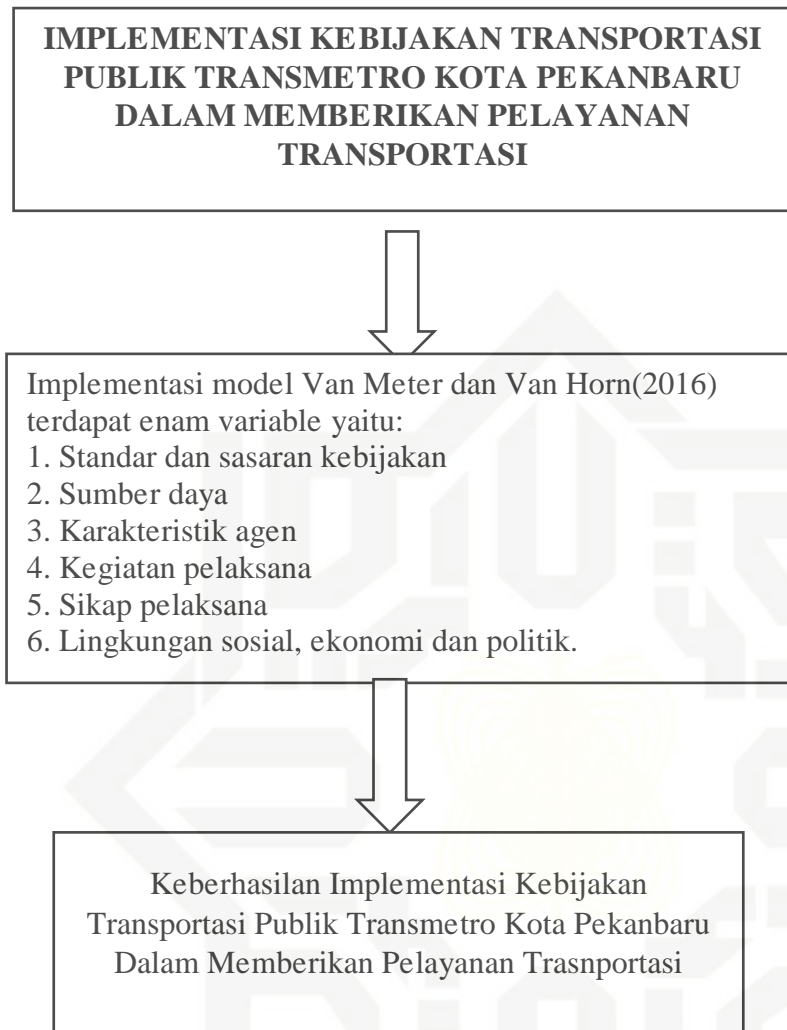 IMPLEMENTASI KEBIJAKAN TRANSPORTASI
PUBLIK TRANSMETRO KOTA PEKANBARU
DALAM MEMBERIKAN PELAYANAN
TRANSPORTASI
Implementasi model Van Meter dan Van Horn(2016)
terdapat enam variable yaitu:
1. Standar dan sasaran kebijakan
2. Sumber daya
3. Karakteristik agen
4. Kegiatan pelaksana
5. Sikap pelaksana
6. Lingkungan sosial, ekonomi dan politik.
Keberhasilan Implementasi Kebijakan
Transportasi Publik Transmetro Kota Pekanbaru
Dalam Memberikan Pelayanan Trasnportasi